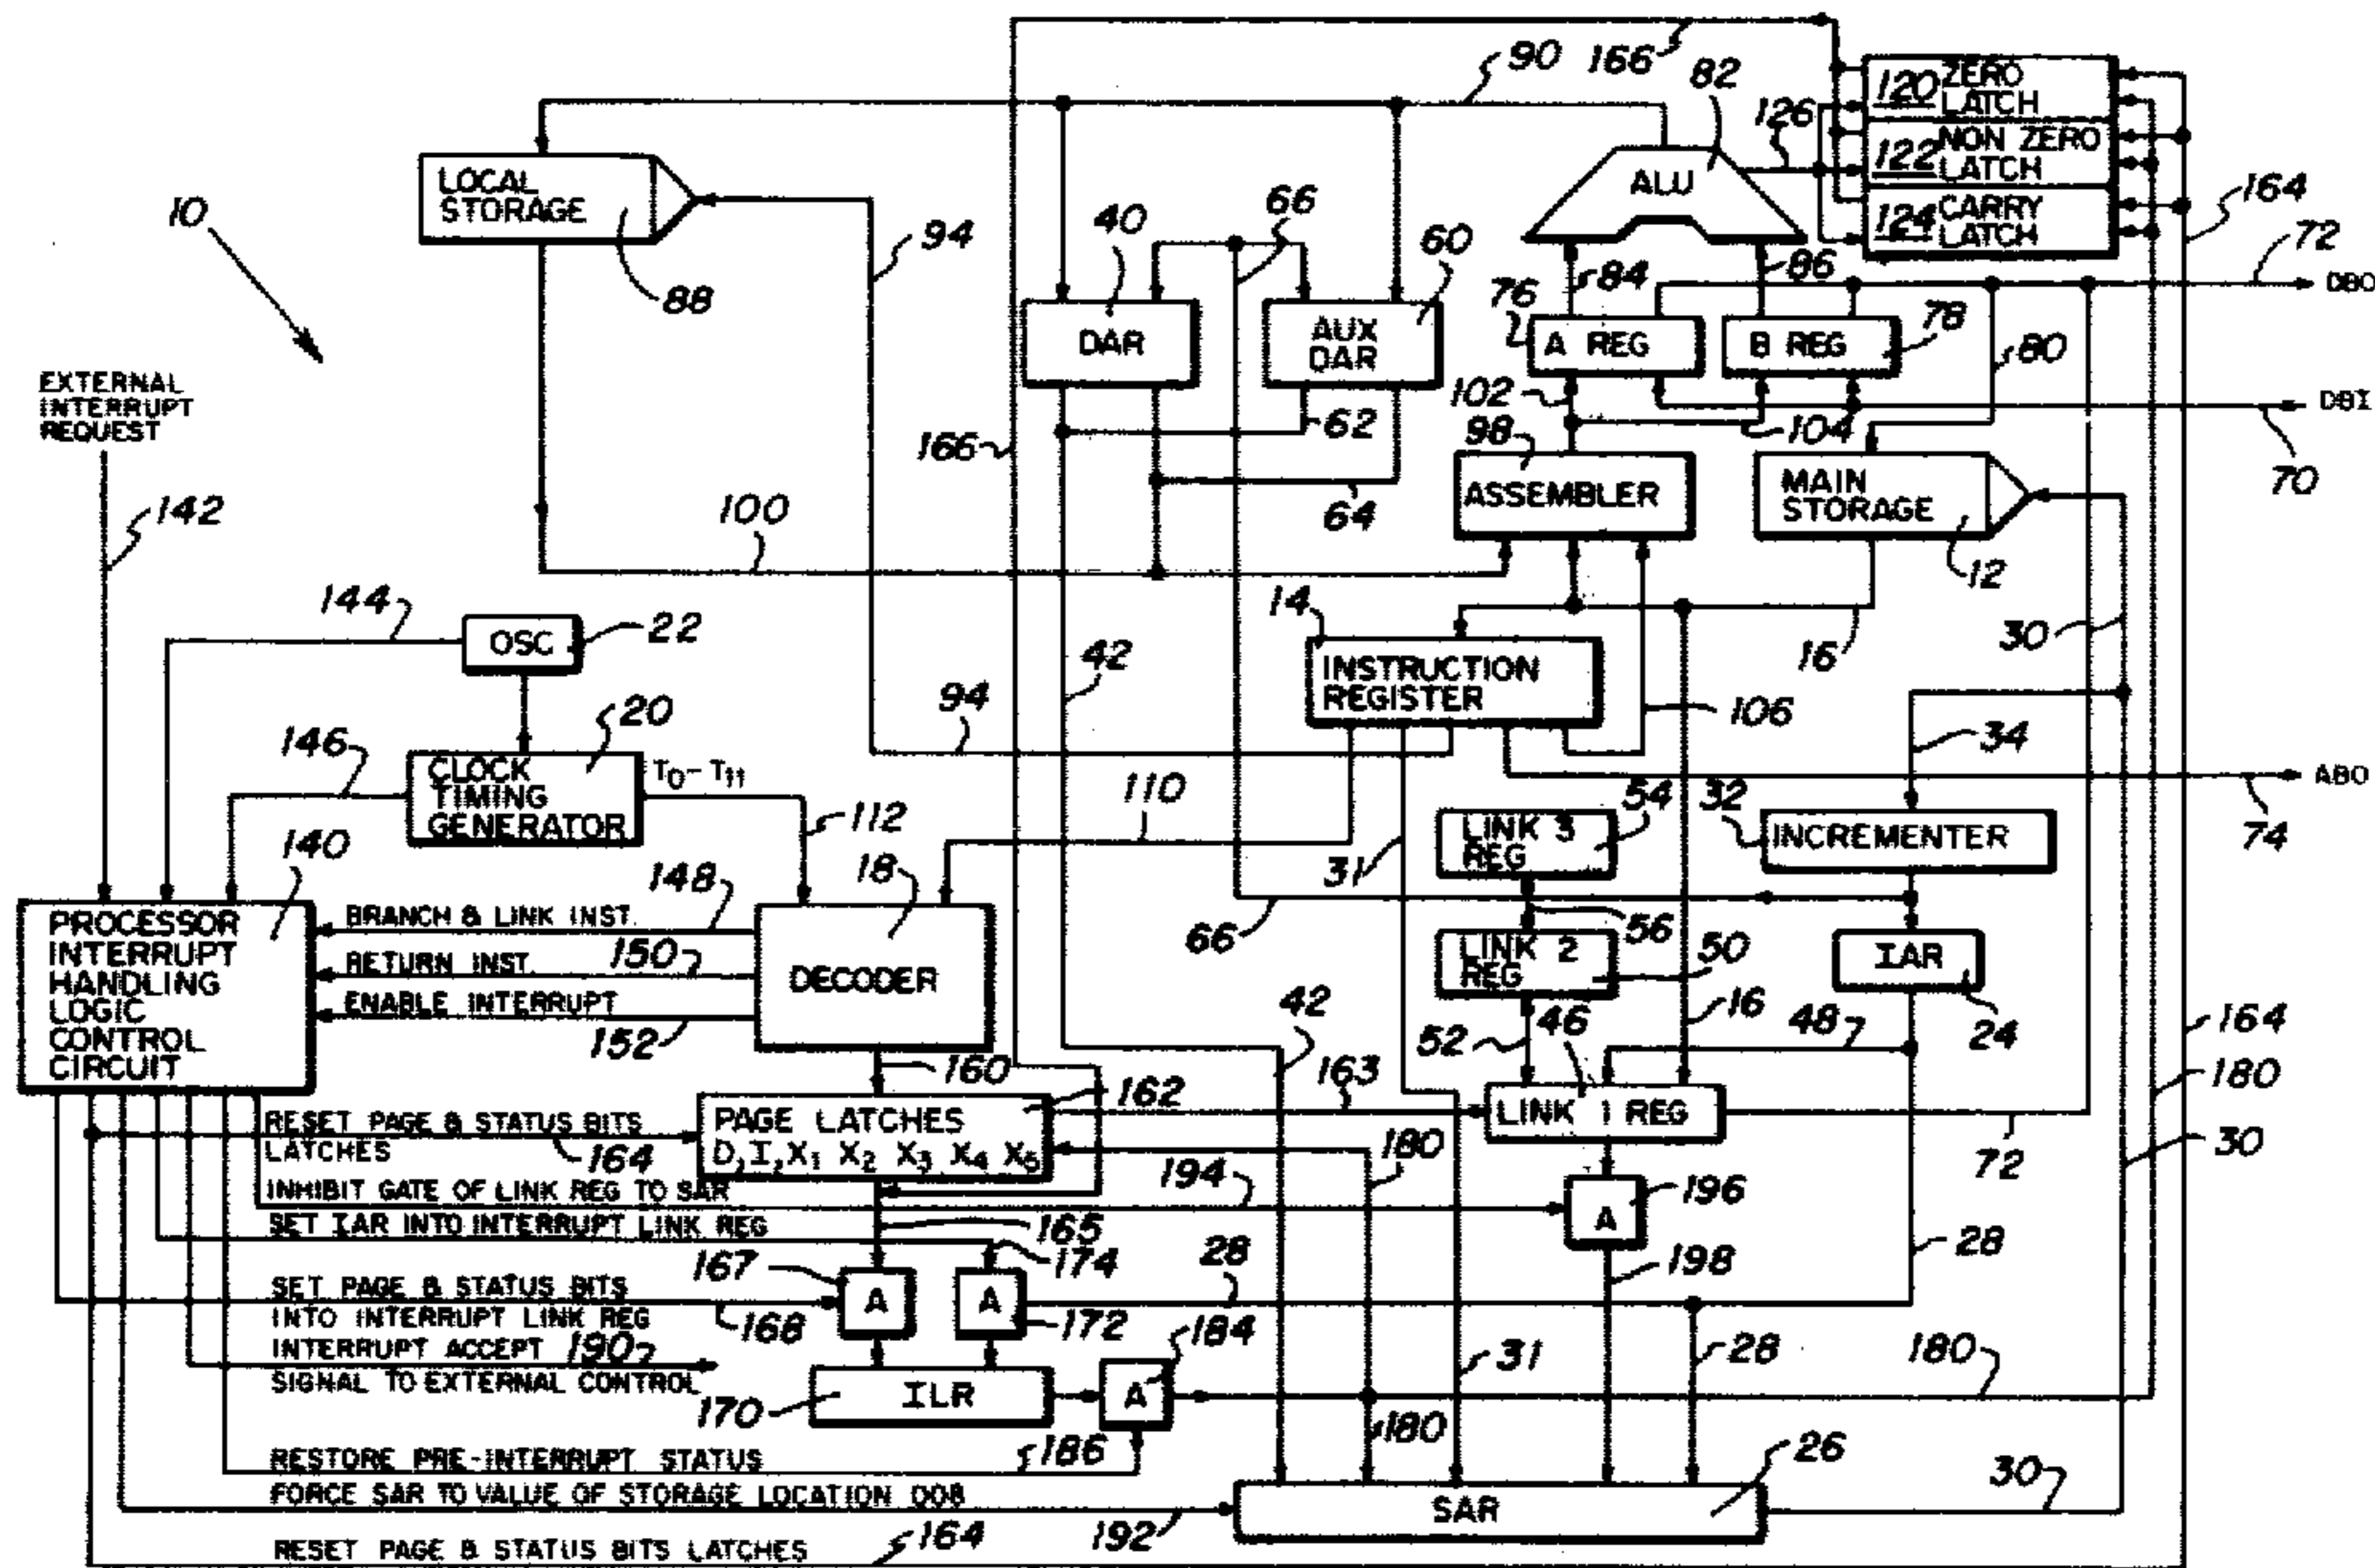 166
90
82
120 ZERO
LATCH
126
122 NON ZERO
LATCH
124 CARRY
LATCH
164
72
DBO
LOCAL
STORAGE
10
94
88
66
40
60
ALU
84
86
76
78
80
DAR
AUX
DAR
A REG
B REG
EXTERNAL
INTERRUPT
REQUEST
102
DBI
62
98
104
70
166
64
ASSEMBLER
MAIN
STORAGE
142
100
12
144
OSC
22
14
16
30
42
INSTRUCTION
REGISTER
94
106
146
20
34
CLOCK
TIMING
GENERATOR
T0-T11
110
112
ABO
74
54
32
LINK 3
REG
INCREMENTER
140
148
18
31
66
56
PROCESSOR
INTERRUPT
HANDLING
LOGIC
CONTROL
CIRCUIT
BRANCH & LINK INST.
RETURN INST.
150
ENABLE INTERRUPT
152
DECODER
LINK 2
REG
50
IAR
24
42
52
46
16
48
164
160
162
163
180
RESET PAGE & STATUS BITS
LATCHES
164
PAGE LATCHES
D, I, X1 X2 X3 X4 X5
LINK 1 REG
72
30
180
INHIBIT GATE OF LINK REG TO SAR
194
196
A
SET IAR INTO INTERRUPT LINK REG
165
174
28
198
28
167
SET PAGE & STATUS BITS
INTO INTERRUPT LINK REG
168
A
A
172
184
INTERRUPT ACCEPT
190
SIGNAL TO EXTERNAL CONTROL
170
ILR
A
31
28
180
180
RESTORE PRE-INTERRUPT STATUS
186
26
30
FORCE SAR TO VALUE OF STORAGE LOCATION 008
192
SAR
RESET PAGE & STATUS BITS LATCHES
164